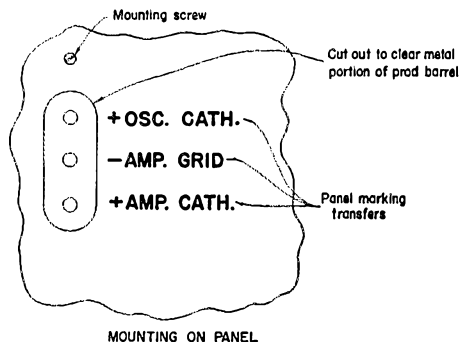 Mounting screw
Cut out to clear metal
portion of prod barrel
+OSC. CATH.
-AMP. GRID
+AMP. CATH.
Panel marking
transfers
MOUNTING ON PANEL